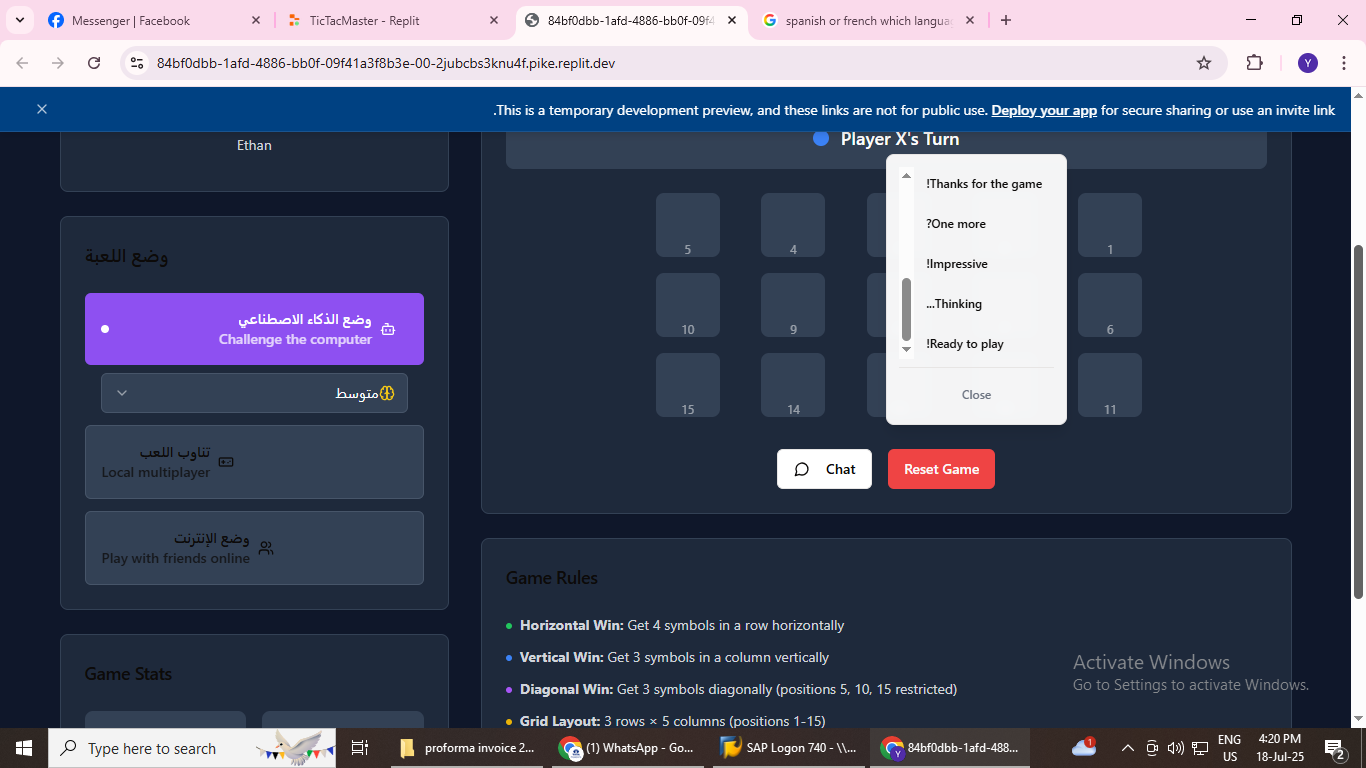 Messenger | Facebook
TicTacMaster - Replit
84bf0dbb-1afd-4886-bb0f-09f4
spanish or french which langua
84bf0dbb-1afd-4886-bb0f-09f41a3f8b3e-00-2jubcbs3knu4f.pike.replit.dev
Y
.This is a temporary development preview, and these links are not for public use. Deploy your app for secure sharing or use an invite link
Ethan
وضع اللعبة
وضع الذكاء الاصطناعي
Challenge the computer
متوسط
تناوب اللعب
Local multiplayer
وضع الإنترنت
Play with friends online
Game Stats
Player X's Turn
5 4 1
10 9 6
15 14 11
!Thanks for the game
?One more
!Impressive
...Thinking
!Ready to play
Close
Chat
Reset Game
Game Rules
Horizontal Win: Get 4 symbols in a row horizontally
Vertical Win: Get 3 symbols in a column vertically
Diagonal Win: Get 3 symbols diagonally (positions 5, 10, 15 restricted)
Grid Layout: 3 rows × 5 columns (positions 1-15)
Activate Windows
Go to Settings to activate Windows.
Type here to search
proforma invoice 2...
(1) WhatsApp - Go...
SAP Logon 740 - \\...
84bf0dbb-1afd-488...
1
ENG
US
4:20 PM
18-Jul-25
2